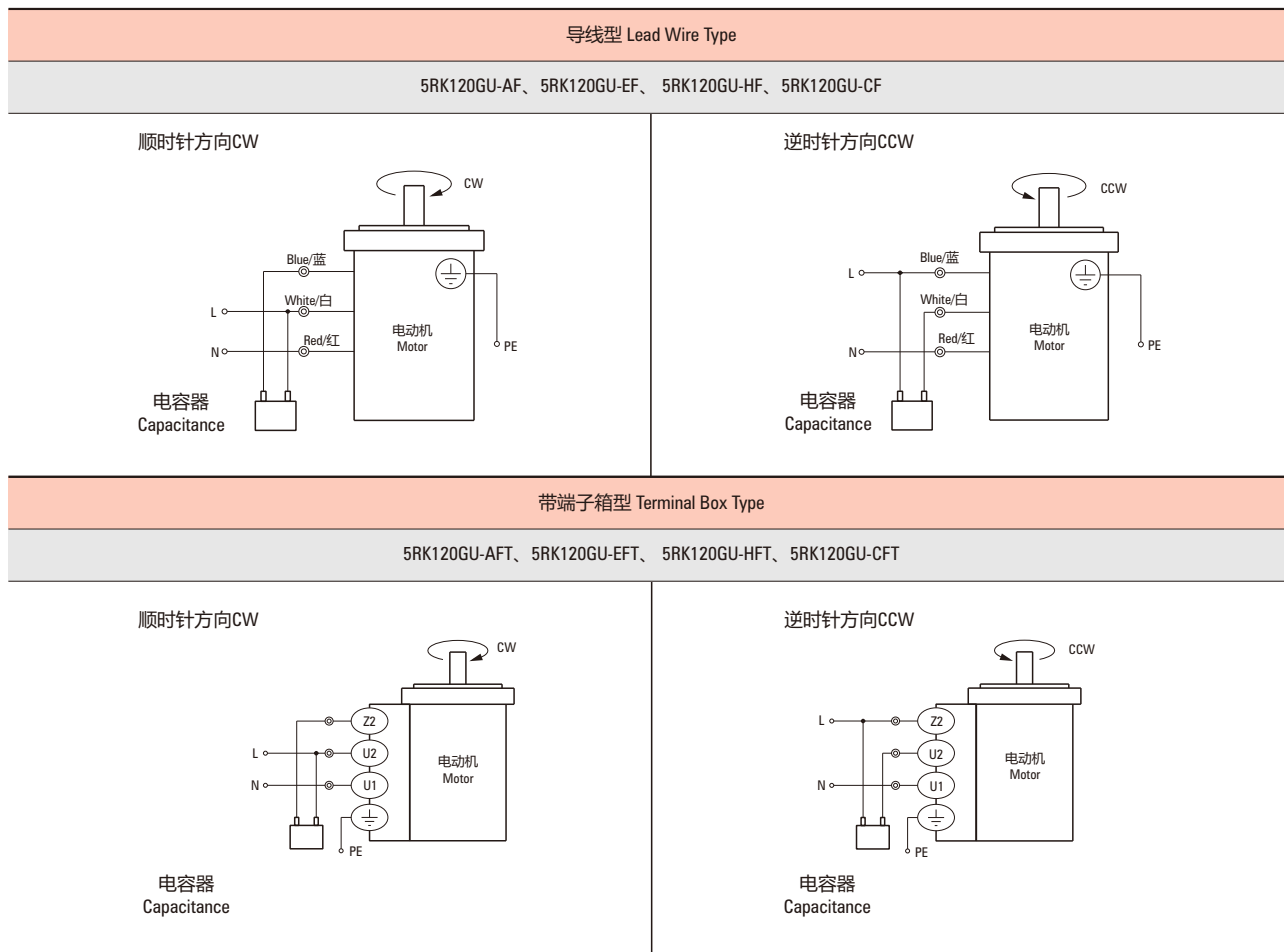 导线型 Lead Wire Type
5RK120GU-AF、5RK120GU-EF、 5RK120GU-HF、5RK120GU-CF
顺时针方向CW
CW
Blue/蓝
White/白
L
Red/红
N
电动机
Motor
PE
电容器
Capacitance
逆时针方向CCW
CCW
Blue/蓝
L
White/白
Red/红
N
电动机
Motor
PE
电容器
Capacitance
带端子箱型 Terminal Box Type
5RK120GU-AFT、5RK120GU-EFT、 5RK120GU-HFT、5RK120GU-CFT
顺时针方向CW
CW
Z2
L
U2
N
U1
电动机
Motor
PE
电容器
Capacitance
逆时针方向CCW
CCW
L
Z2
U2
N
U1
电动机
Motor
PE
电容器
Capacitance